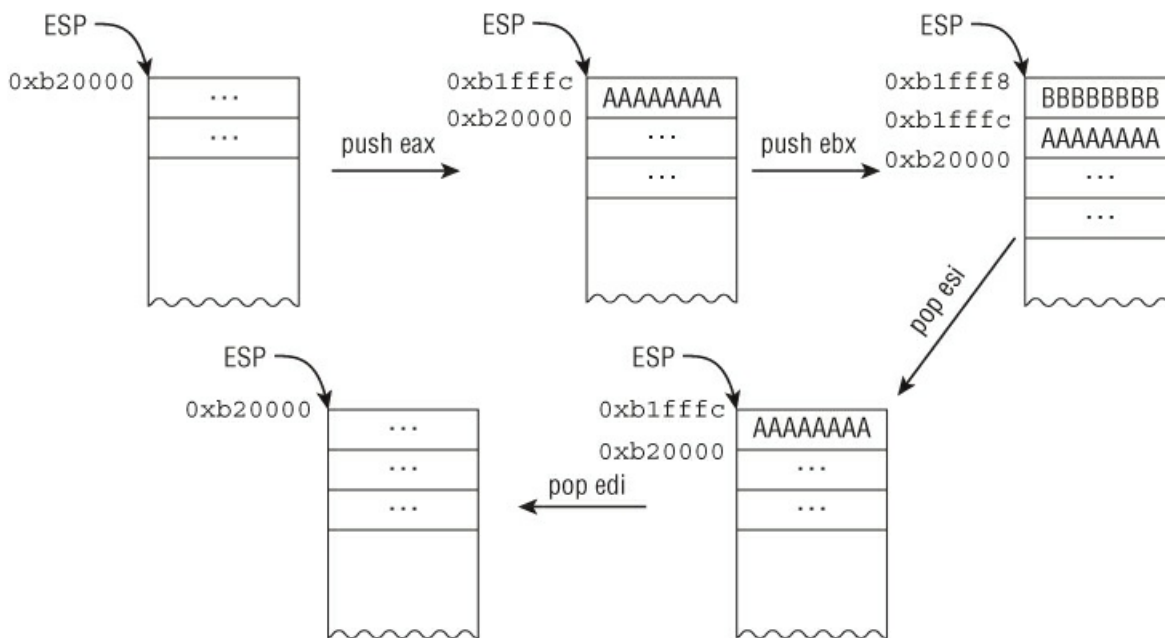 ESP
0xb20000
...
...
push eax
ESP
0xb1fffc
AAAAAAAA
0xb20000
...
...
push ebx
ESP
0xb1fff8
BBBBBBBB
0xb1fffc
AAAAAAAA
0xb20000
...
...
pop esi
ESP
0xb1fffc
AAAAAAAA
0xb20000
...
...
pop edi
ESP
0xb20000
...
...
...